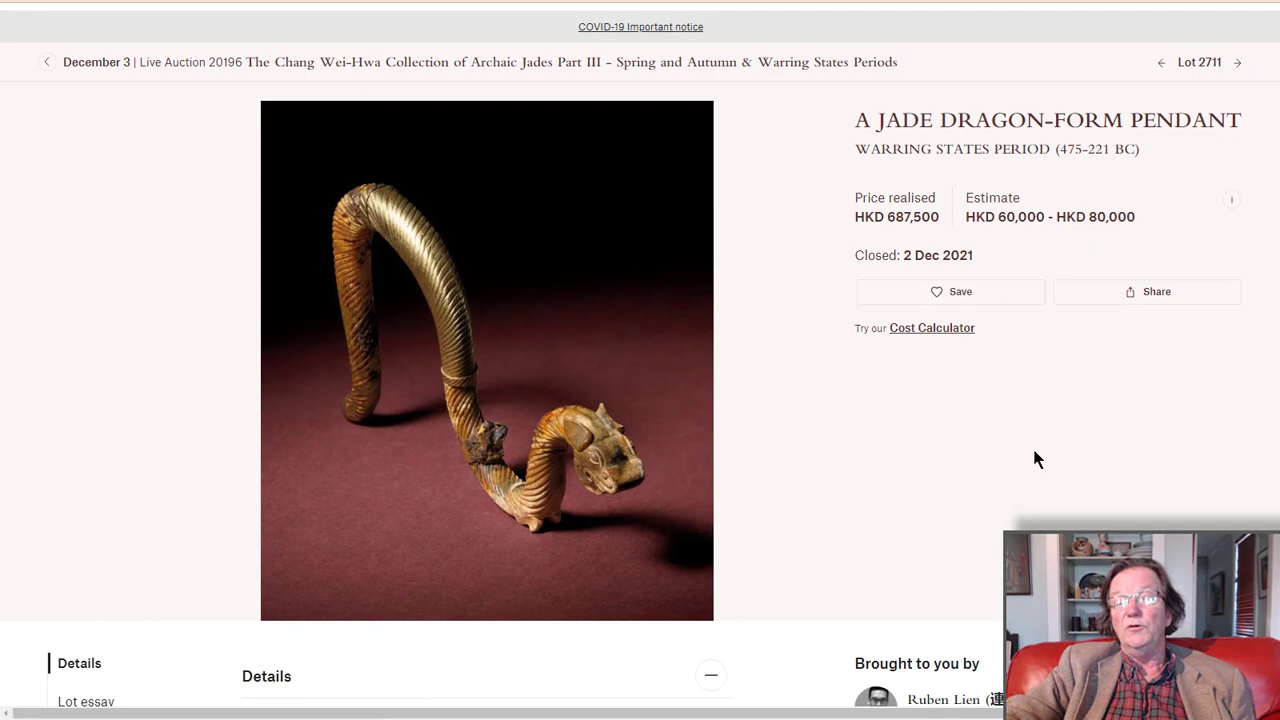 COVID-19 Important notice
December 3 | Live Auction 20196 The Chang Wei-Hwa Collection of Archaic Jades Part III - Spring and Autumn & Warring States Periods
Lot 2711
A JADE DRAGON-FORM PENDANT
WARRING STATES PERIOD (475-221 BC)
Price realised
HKD 687,500
Estimate
HKD 60,000 - HKD 80,000
i
Closed: 2 Dec 2021
Save
Share
Try our Cost Calculator
Details
Lot essay
Details
Brought to you by
Ruben Lien (連